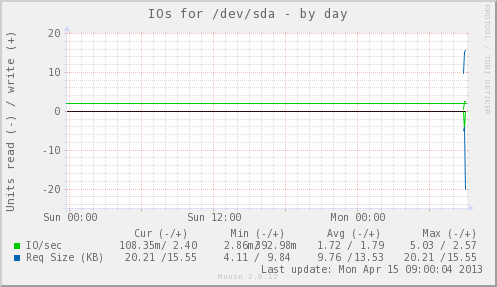 IOs for /dev/sda - by day
RRDTOOL / TOBI OETIKER
Units read (-) / write (+)
20
10
0
-10
-20
Sun 00:00 Sun 12:00 Mon 00:00
Cur (-/+) Min (-/+) Avg (-/+) Max (-/+)
IO/sec 108.35m/ 2.40 2.86m/392.98m 1.72 / 1.79 5.03 / 2.57
Req Size (KB) 20.21 /15.55 4.11 / 9.84 9.76 /13.53 20.21 /15.55
Last update: Mon Apr 15 09:00:04 2013
Munin 2.0.12